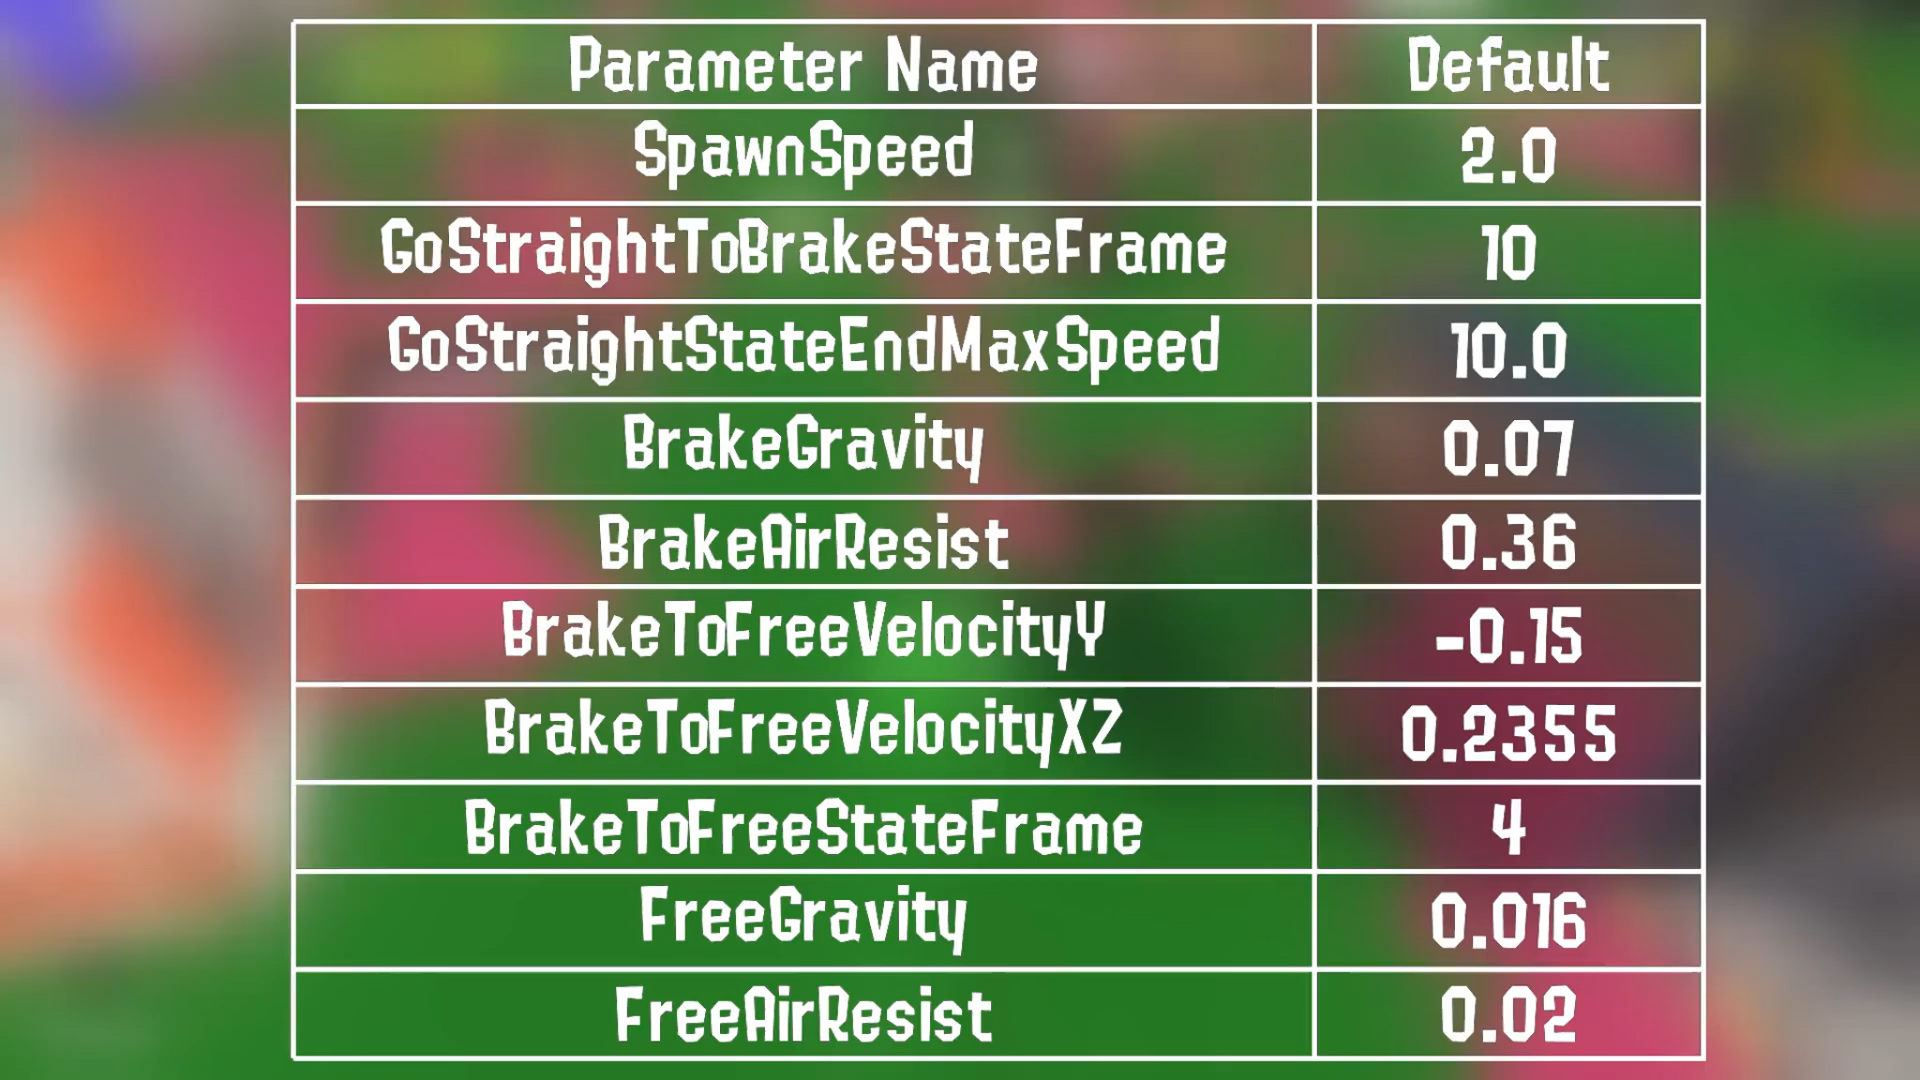 Parameter Name Default
SpawnSpeed 2.0
GoStraightToBrakeStateFrame 10
GoStraightStateEndMaxSpeed 10.0
BrakeGravity 0.07
BrakeAirResist 0.36
BrakeToFreeVelocityY -0.15
BrakeToFreeVelocityXZ 0.2355
BrakeToFreeStateFrame 4
FreeGravity 0.016
FreeAirResist 0.02